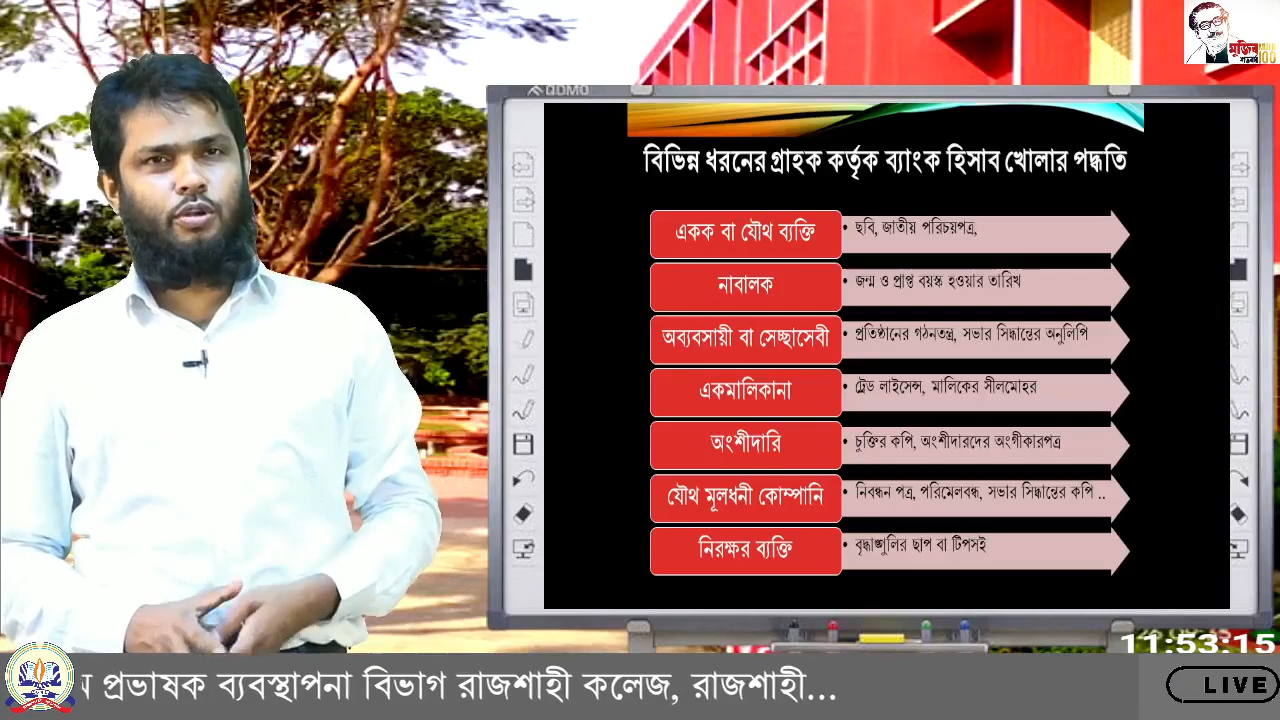 মুজিব
100
QOMO
বিভিন্ন ধরনের গ্রাহক কর্তৃক ব্যাংক হিসাব খোলার পদ্ধতি
একক বা যৌথ ব্যক্তি
• ছবি, জাতীয় পরিচয়পত্র,
নাবালক
• জন্ম ও প্রাপ্ত বয়স্ক হওয়ার তারিখ
অব্যবসায়ী বা সেচ্ছাসেবী
• প্রতিষ্ঠানের গঠনতন্ত্র, সভার সিদ্ধান্তের অনুলিপি
একমালিকানা
• ট্রেড লাইসেন্স, মালিকের সীলমোহর
অংশীদারি
• চুক্তির কপি, অংশীদারদের অংগীকারপত্র
যৌথ মূলধনী কোম্পানি
• নিবন্ধন পত্র, পরিমেলবন্ধ, সভার সিদ্ধান্তের কপি ..
নিরক্ষর ব্যক্তি
• বৃদ্ধাঙ্গুলির ছাপ বা টিপসই
11:53:15
প্রভাষক ব্যবস্থাপনা বিভাগ রাজশাহী কলেজ, রাজশাহী...
LIVE